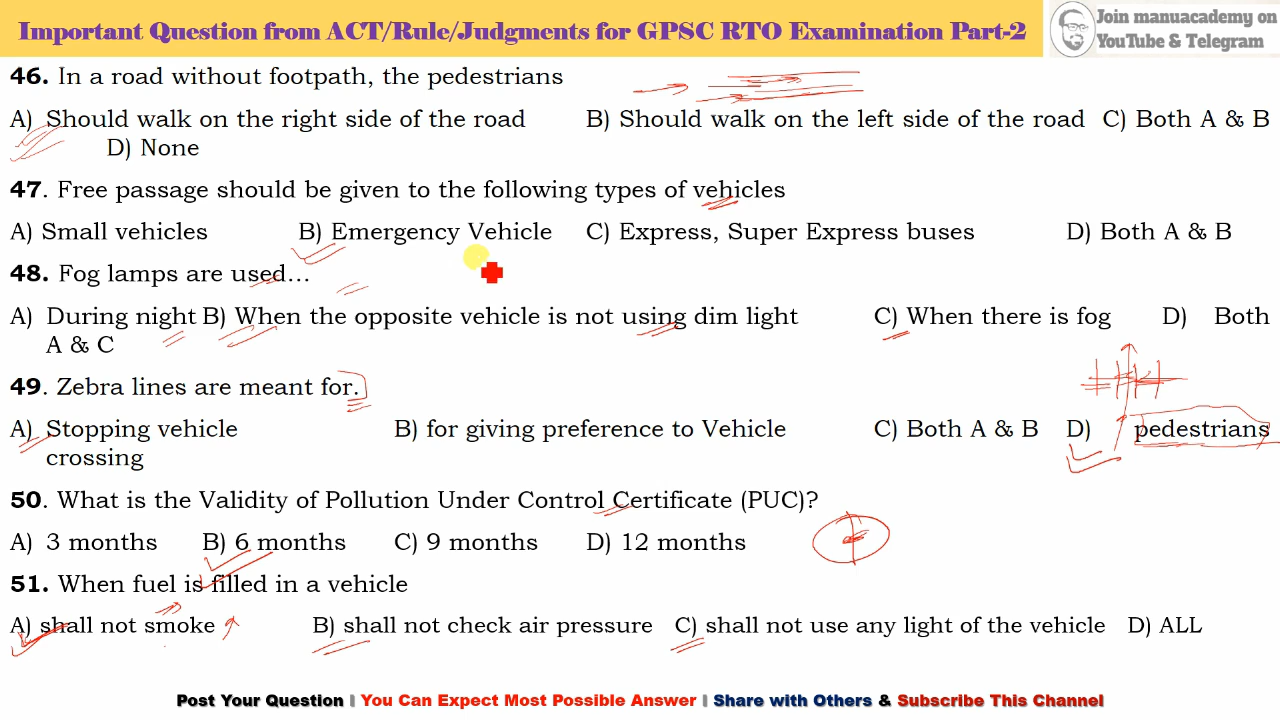 Important Question from ACT/Rule/Judgments for GPSC RTO Examination Part-2
Join manuacademy on
YouTube & Telegram
46. In a road without footpath, the pedestrians
A) Should walk on the right side of the road B) Should walk on the left side of the road C) Both A & B
D) None
47. Free passage should be given to the following types of vehicles
A) Small vehicles B) Emergency Vehicle C) Express, Super Express buses D) Both A & B
48. Fog lamps are used...
A) During night B) When the opposite vehicle is not using dim light C) When there is fog D) Both
A & C
49. Zebra lines are meant for.
A) Stopping vehicle B) for giving preference to Vehicle C) Both A & B D) pedestrians
crossing
50. What is the Validity of Pollution Under Control Certificate (PUC)?
A) 3 months B) 6 months C) 9 months D) 12 months
51. When fuel is filled in a vehicle
A) shall not smoke B) shall not check air pressure C) shall not use any light of the vehicle D) ALL
Post Your Question | You Can Expect Most Possible Answer | Share with Others & Subscribe This Channel